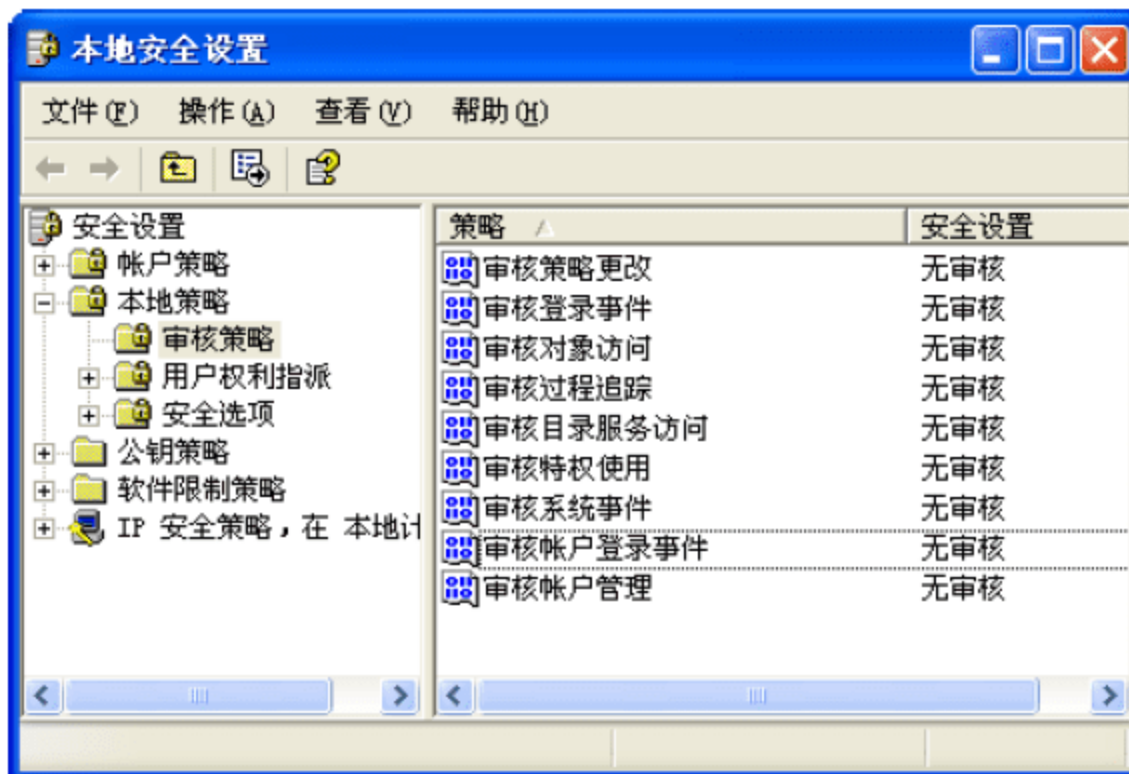 本地安全设置
文件(F) 操作(A) 查看(V) 帮助(H)
安全设置
帐户策略
本地策略
审核策略
用户权利指派
安全选项
公钥策略
软件限制策略
IP 安全策略，在 本地计
策略 安全设置
审核策略更改 无审核
审核登录事件 无审核
审核对象访问 无审核
审核过程追踪 无审核
审核目录服务访问 无审核
审核特权使用 无审核
审核系统事件 无审核
审核帐户登录事件 无审核
审核帐户管理 无审核